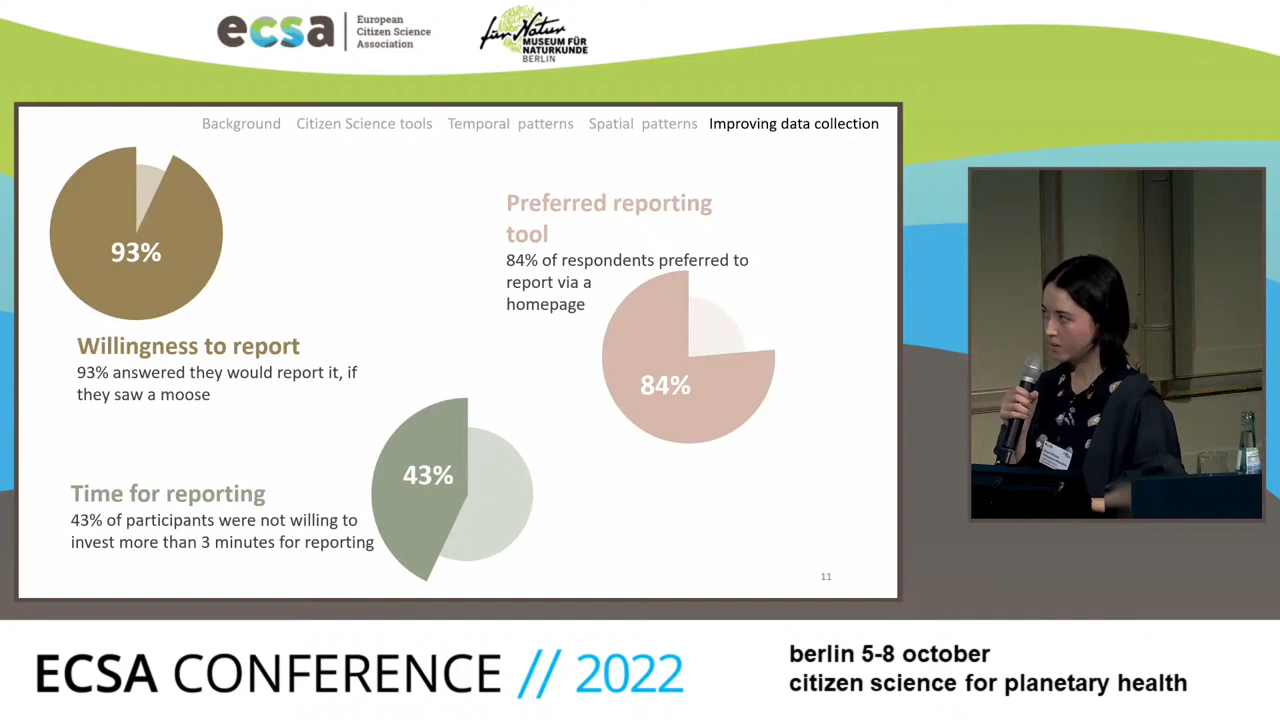 ecsa
European
Citizen Science
Association
für Natur
MUSEUM FÜR
NATURKUNDE
BERLIN
Background Citizen Science tools Temporal patterns Spatial patterns Improving data collection
93%
Willingness to report
93% answered they would report it, if
they saw a moose
Preferred reporting
tool
84% of respondents preferred to
report via a
homepage
84%
43%
Time for reporting
43% of participants were not willing to
invest more than 3 minutes for reporting
11
ECSA CONFERENCE // 2022
berlin 5-8 october
citizen science for planetary health